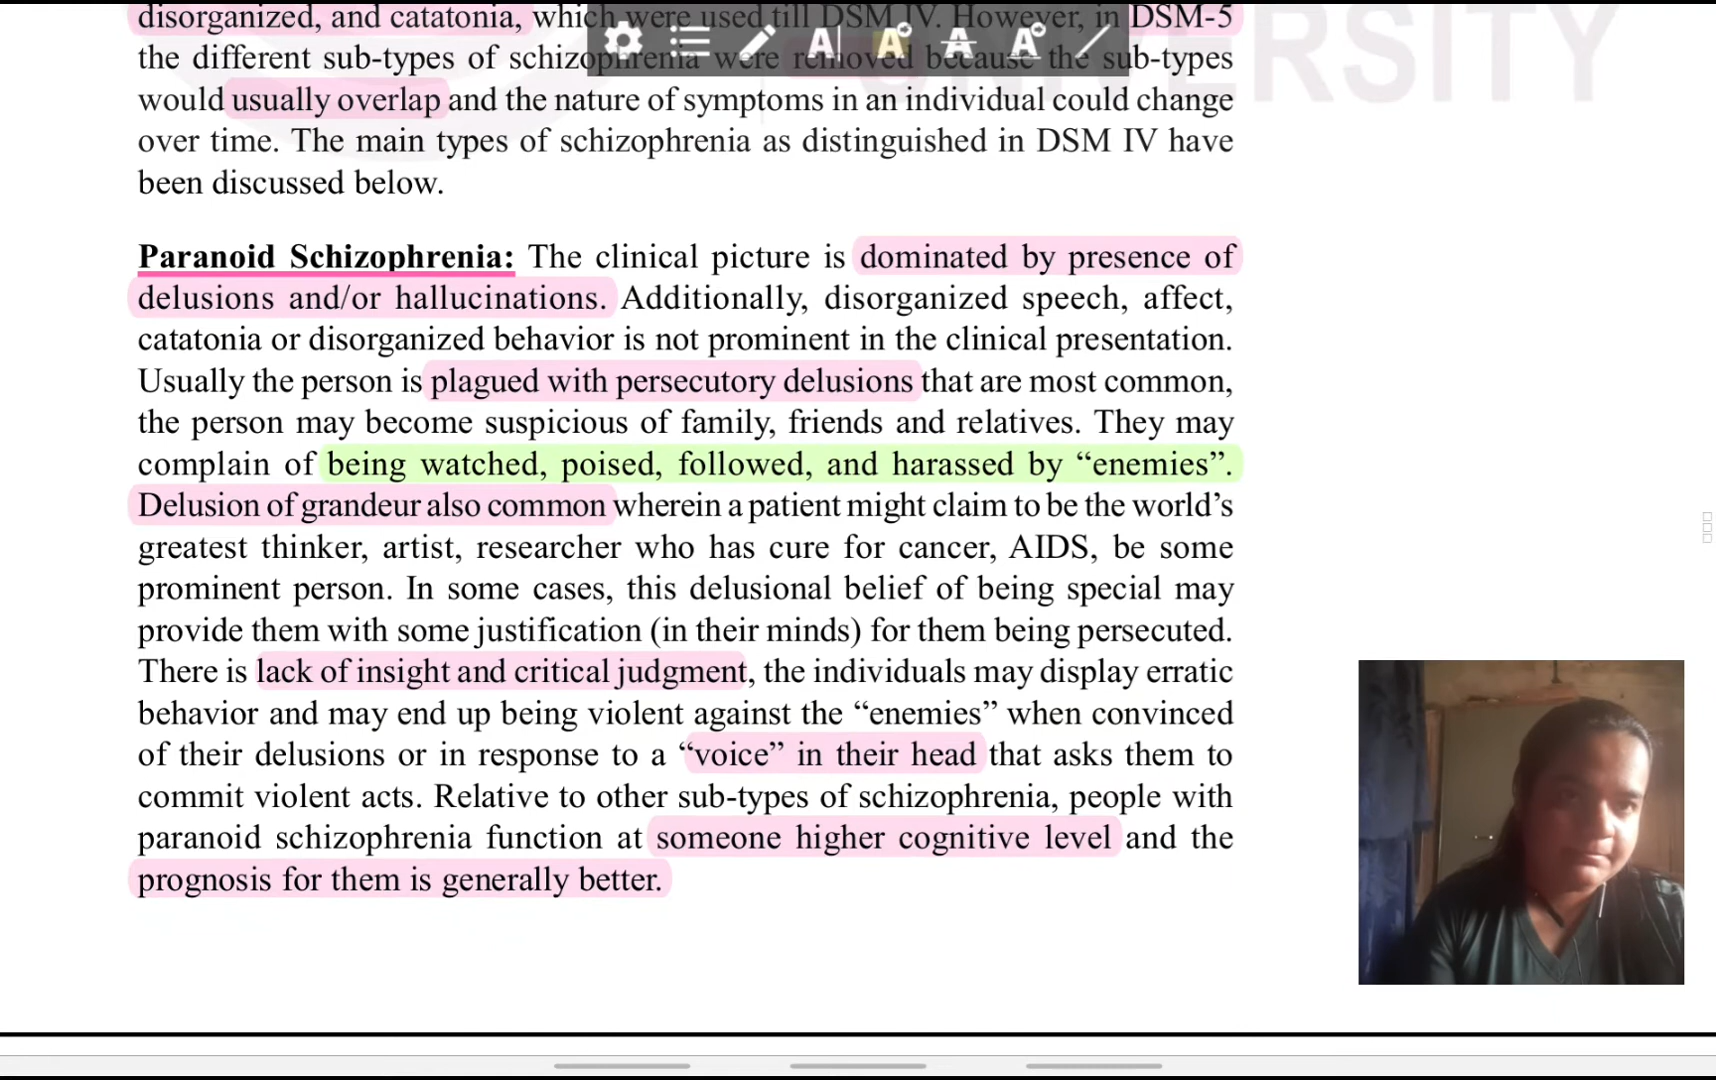 disorganized, and catatonia, which were used till DSM IV. However, in DSM-5
the different sub-types of schizophrenia were removed because the sub-types
would usually overlap and the nature of symptoms in an individual could change
over time. The main types of schizophrenia as distinguished in DSM IV have
been discussed below.
Paranoid Schizophrenia: The clinical picture is dominated by presence of
delusions and/or hallucinations. Additionally, disorganized speech, affect,
catatonia or disorganized behavior is not prominent in the clinical presentation.
Usually the person is plagued with persecutory delusions that are most common,
the person may become suspicious of family, friends and relatives. They may
complain of being watched, poised, followed, and harassed by “enemies”.
Delusion of grandeur also common wherein a patient might claim to be the world’s
greatest thinker, artist, researcher who has cure for cancer, AIDS, be some
prominent person. In some cases, this delusional belief of being special may
provide them with some justification (in their minds) for them being persecuted.
There is lack of insight and critical judgment, the individuals may display erratic
behavior and may end up being violent against the “enemies” when convinced
of their delusions or in response to a “voice” in their head that asks them to
commit violent acts. Relative to other sub-types of schizophrenia, people with
paranoid schizophrenia function at someone higher cognitive level and the
prognosis for them is generally better.